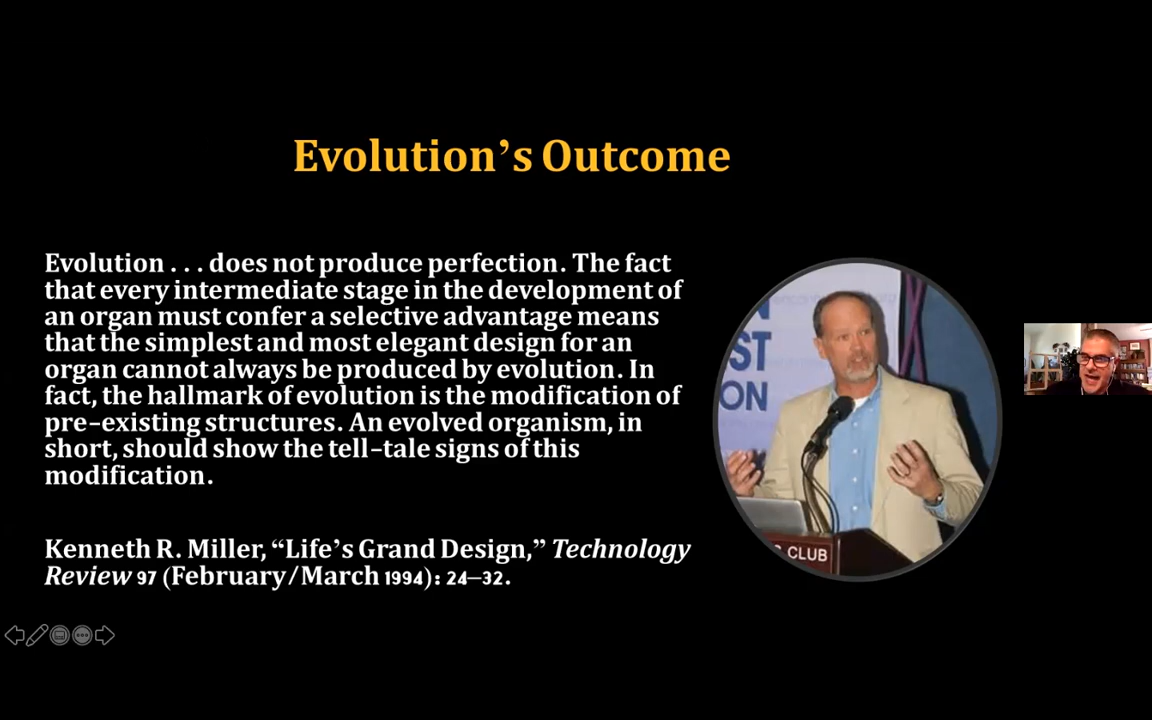 Evolution’s Outcome
Evolution . . . does not produce perfection. The fact
that every intermediate stage in the development of
an organ must confer a selective advantage means
that the simplest and most elegant design for an
organ cannot always be produced by evolution. In
fact, the hallmark of evolution is the modification of
pre-existing structures. An evolved organism, in
short, should show the tell-tale signs of this
modification.
Kenneth R. Miller, “Life’s Grand Design,” Technology
Review 97 (February/March 1994): 24–32.
N
ST
ON
CLUB